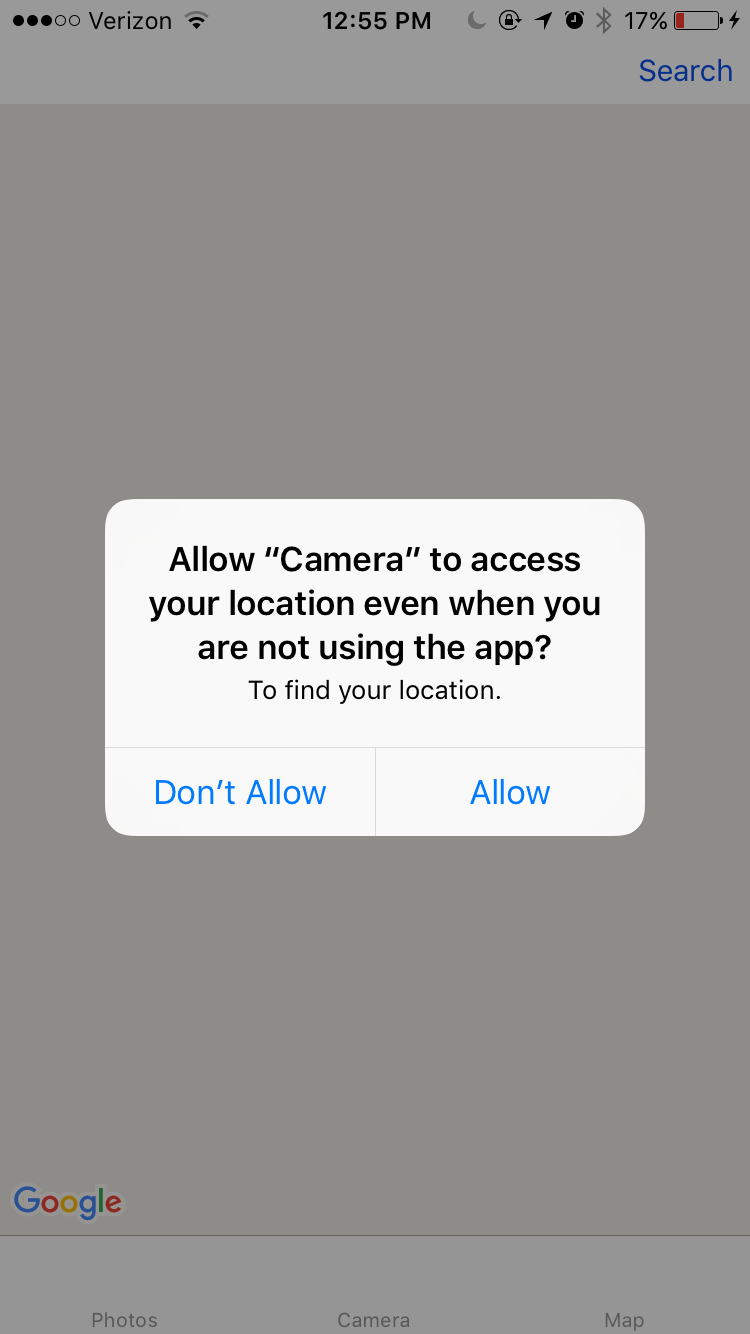 Verizon 12:55 PM 17%
Search
Allow “Camera” to access
your location even when you
are not using the app?
To find your location.
Don’t Allow Allow
Google
Photos Camera Map